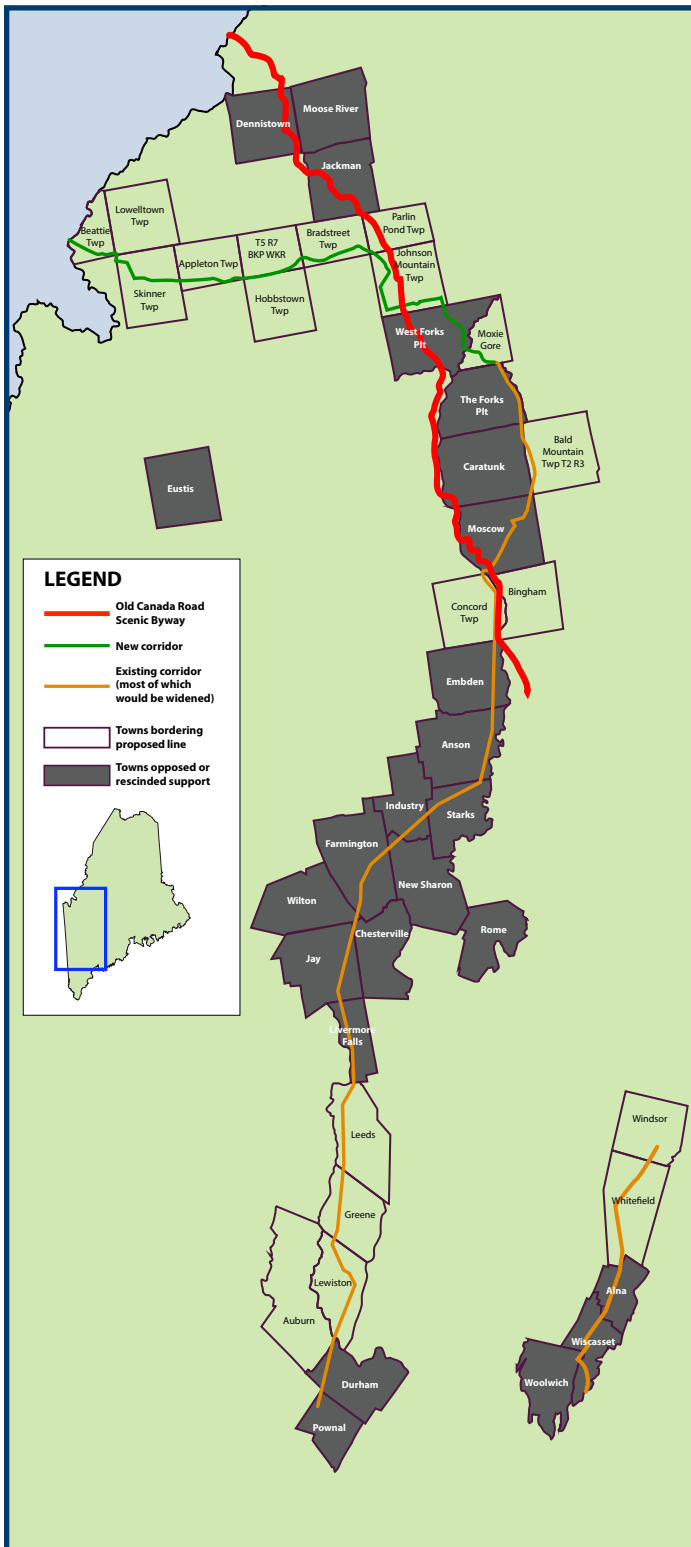 Moose River
Dennistown
Jackman
Lowelltown
Twp
Beattie
Twp
Parlin
Pond Twp
Bradstreet
Twp
T5 R7
BKP WKR
Appleton Twp
Johnson
Mountain
Twp
Skinner
Twp
Hobbstown
Twp
West Forks
Plt
Moxie
Gore
The Forks
Plt
Bald
Mountain
Twp T2 R3
Caratunk
Eustis
Moscow
Bingham
Concord
Twp
Embden
Anson
Industry
Starks
Farmington
New Sharon
Wilton
Chesterville
Rome
Jay
Livermore
Falls
Leeds
Greene
Lewiston
Auburn
Durham
Pownal
Windsor
Whitefield
Alna
Wiscasset
Woolwich
LEGEND
Old Canada Road
Scenic Byway
New corridor
Existing corridor
(most of which
would be widened)
Towns bordering
proposed line
Towns opposed or
rescinded support